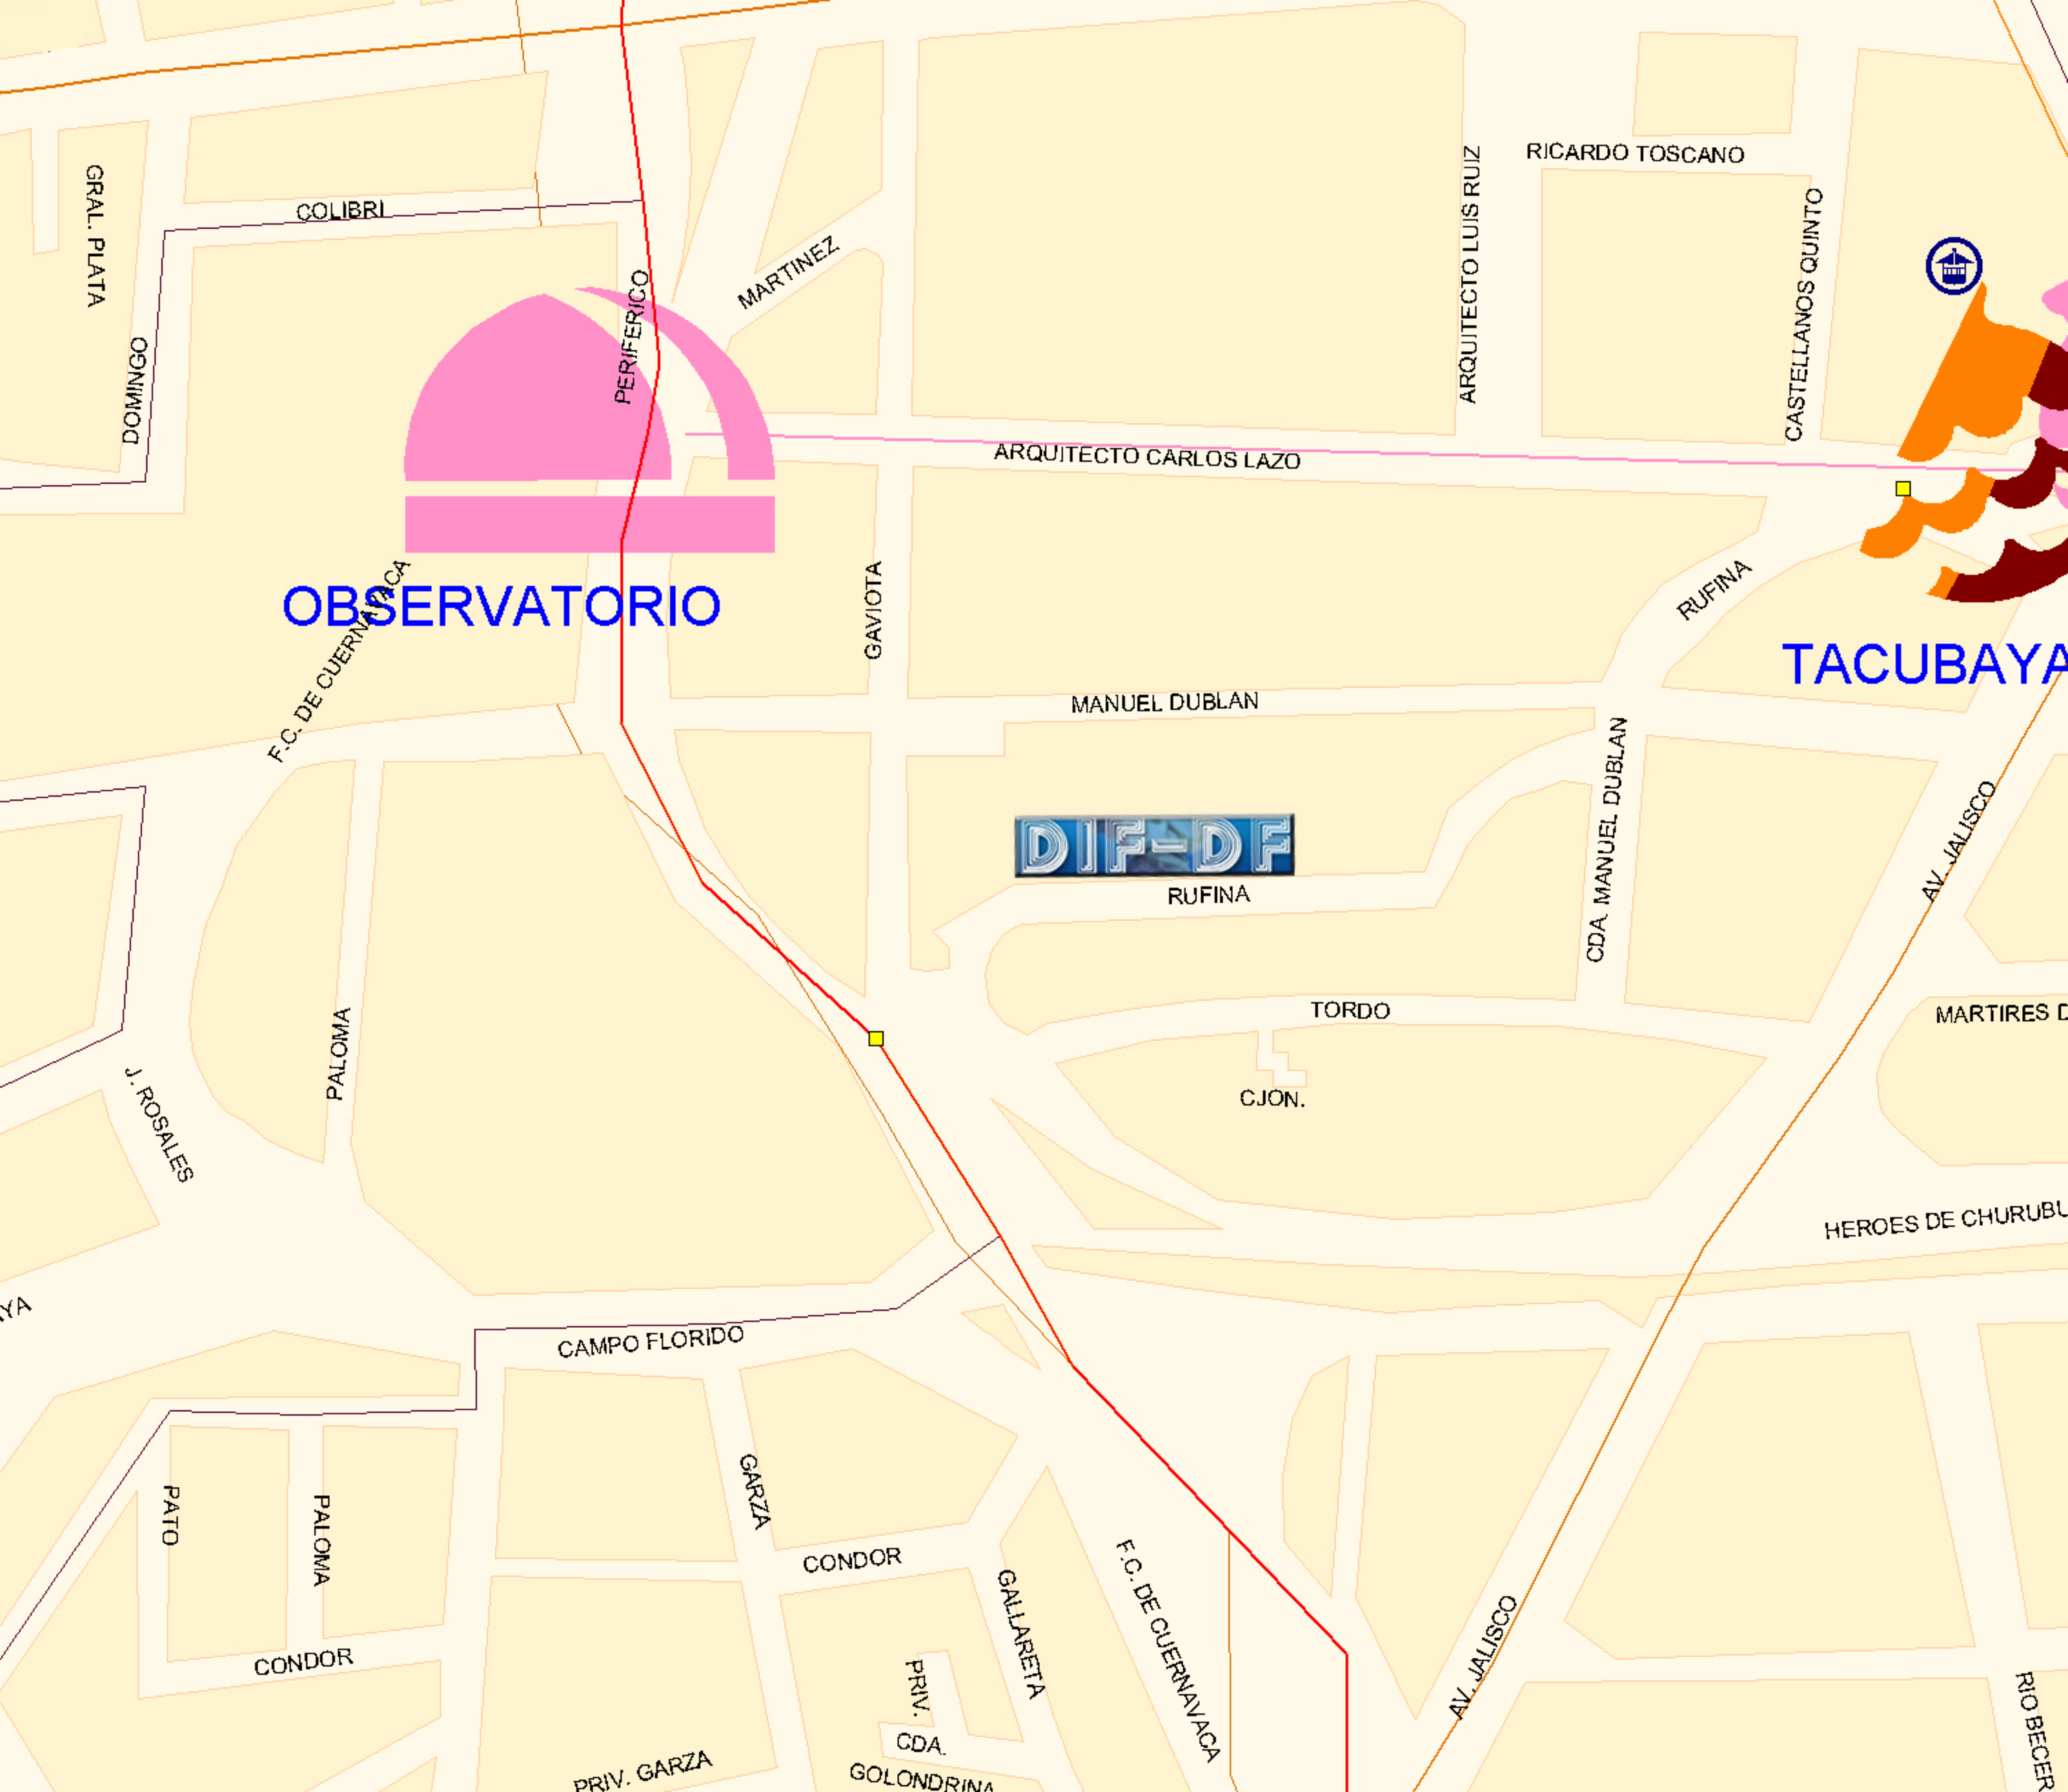 RICARDO TOSCANO
GRAL. PLATA
COLIBRI
ARQUITECTO LUIS RUIZ
CASTELLANOS QUINTO
MARTINEZ
PERIFERICO
DOMINGO
ARQUITECTO CARLOS LAZO
F.C. DE CUERNAVACA
OBSERVATORIO
GAVIOTA
RUFINA
TACUBAYA
MANUEL DUBLAN
CDA. MANUEL DUBLAN
AV. JALISCO
DIF-DF
RUFINA
TORDO
MARTIRES D
PALOMA
J. ROSALES
CJON.
HEROES DE CHURUBU
YA
CAMPO FLORIDO
GARZA
PATO
PALOMA
CONDOR
GALLARETA
F.C. DE CUERNAVACA
AV. JALISCO
CONDOR
PRIV.
RIO BECER
CDA.
PRIV. GARZA
GOLONDRINA